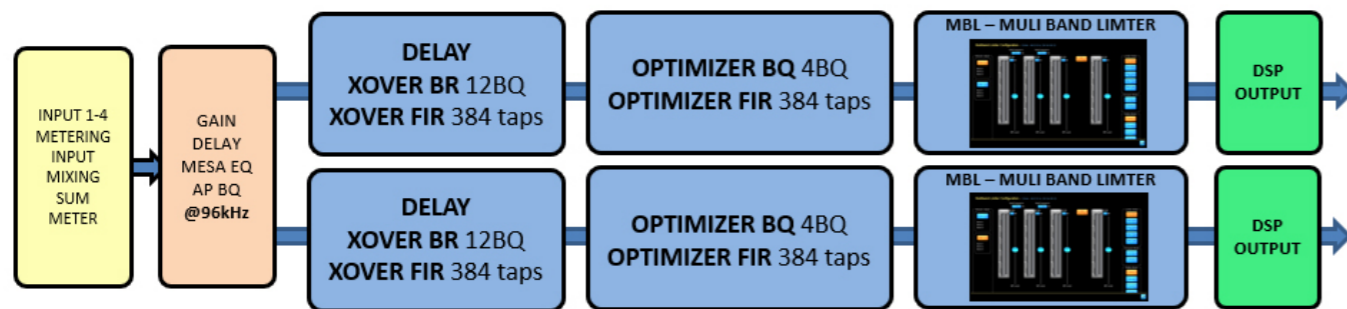 INPUT 1-4
METERING
INPUT
MIXING
SUM
METER
GAIN
DELAY
MESA EQ
AP BQ
@96kHz
DELAY
XOVER BR 12BQ
XOVER FIR 384 taps
OPTIMIZER BQ 4BQ
OPTIMIZER FIR 384 taps
MBL – MULI BAND LIMTER
DSP
OUTPUT
DELAY
XOVER BR 12BQ
XOVER FIR 384 taps
OPTIMIZER BQ 4BQ
OPTIMIZER FIR 384 taps
MBL – MULI BAND LIMTER
DSP
OUTPUT